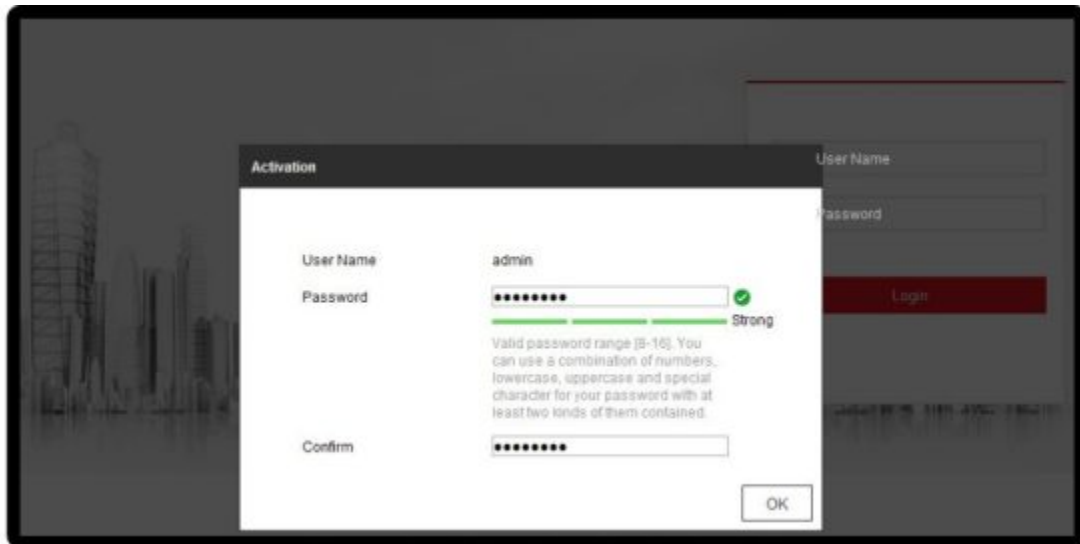 Activation
User Name
Password
Login
User Name admin
Password ●●●●●●●●
Strong
Valid password range [8-16]. You
can use a combination of numbers,
lowercase, uppercase and special
character for your password with at
least two kinds of them contained.
Confirm ●●●●●●●●
OK